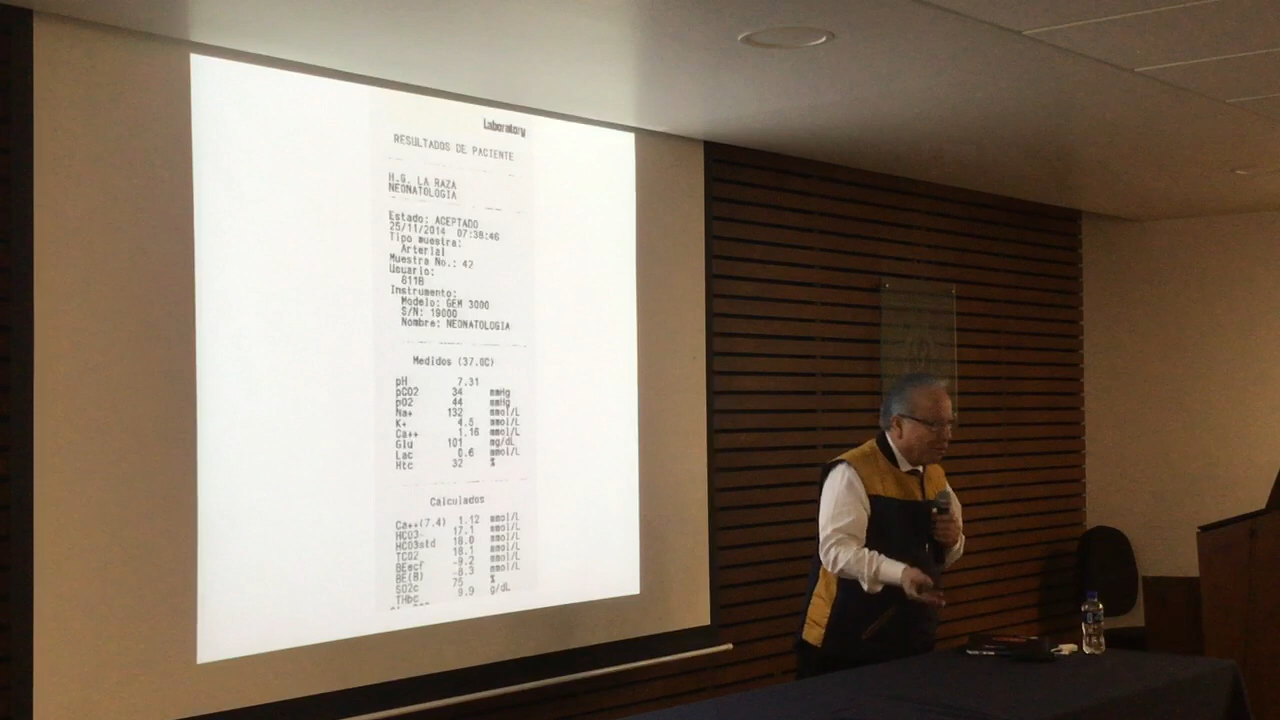 Laboratory
RESULTADOS DE PACIENTE
H.G. LA RAZA
NEONATOLOGIA
Estado: ACEPTADO
25/11/2014 07:38:46
Tipo muestra:
Arterial
Muestra No.: 42
Usuario:
811B
Instrumento:
Modelo: GEM 3000
S/N: 19000
Nombre: NEONATOLOGIA
Medidos (37.0C)
pH 7.31
pCO2 34 mmHg
pO2 44 mmHg
Na+ 132 mmol/L
K+ 4.5 mmol/L
Ca++ 1.16 mmol/L
Glu 101 mg/dL
Lac 0.6 mmol/L
Htc 32 %
Calculados
Ca++(7.4) 1.12 mmol/L
HCO3- 17.1 mmol/L
HCO3std 18.0 mmol/L
TCO2 18.1 mmol/L
BEecf -9.2 mmol/L
BE(B) -8.3 mmol/L
SO2c 75 %
THbc 9.9 g/dL